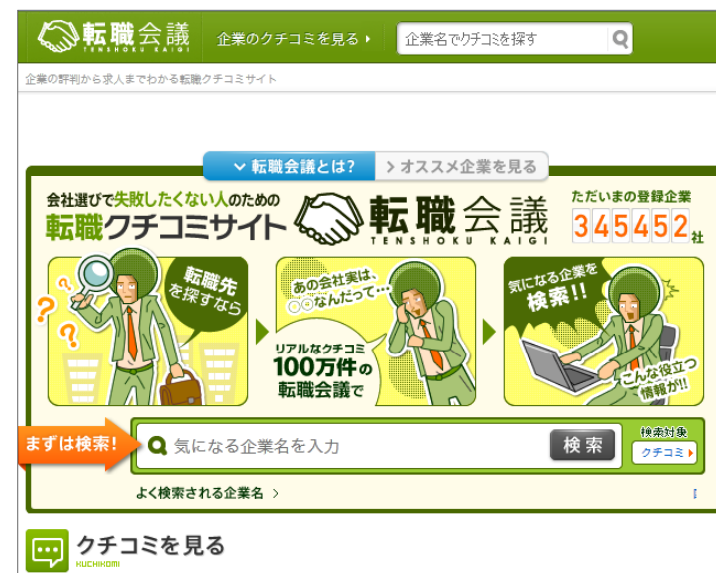 転職会議
TENSHOKU KAIGI
企業のクチコミを見る
企業名でクチコミを探す
企業の評判から求人までわかる転職クチコミサイト
転職会議とは?
オススメ企業を見る
会社選びで失敗したくない人のための
転職クチコミサイト
転職会議
TENSHOKU KAIGI
ただいまの登録企業
345452社
転職先
を探すなら
あの会社実は、
○○なんだって…
リアルなクチコミ
100万件の
転職会議で
気になる企業を
検索!!
こんな役立つ
情報が!!
まずは検索!
気になる企業名を入力
検索
検索対象
クチコミ
よく検索される企業名
クチコミを見る
KUCHIKOMI